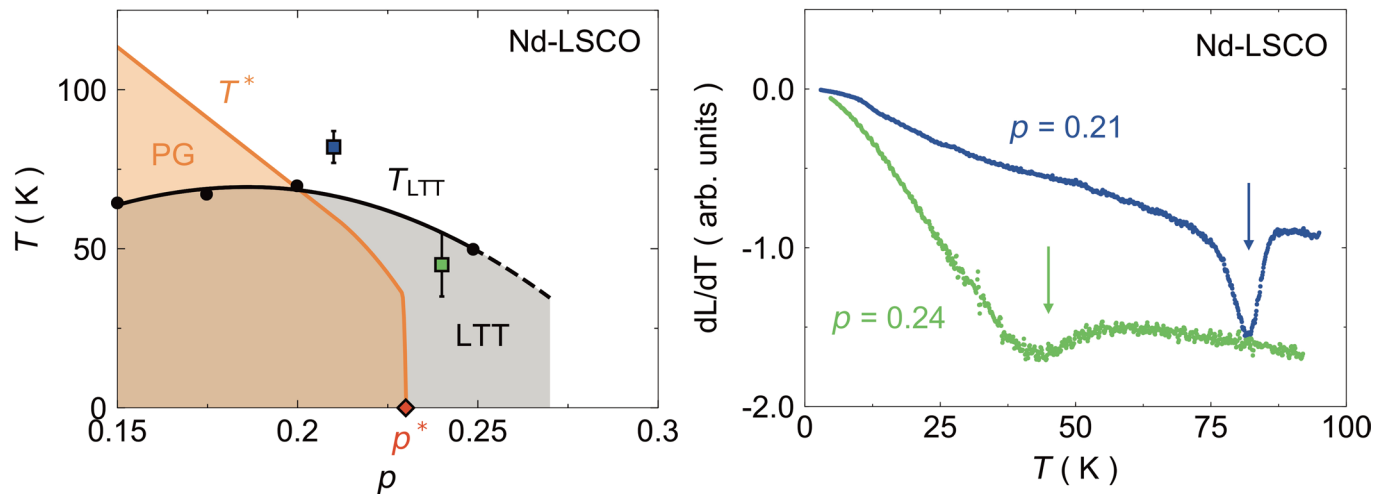 Nd-LSCO
T*
PG
T_LTT
LTT
p*
100
50
0
0.15
0.2
0.25
0.3
T ( K )
p
Nd-LSCO
p = 0.21
p = 0.24
0.0
-1.0
-2.0
0
25
50
75
100
dL/dT ( arb. units )
T ( K )